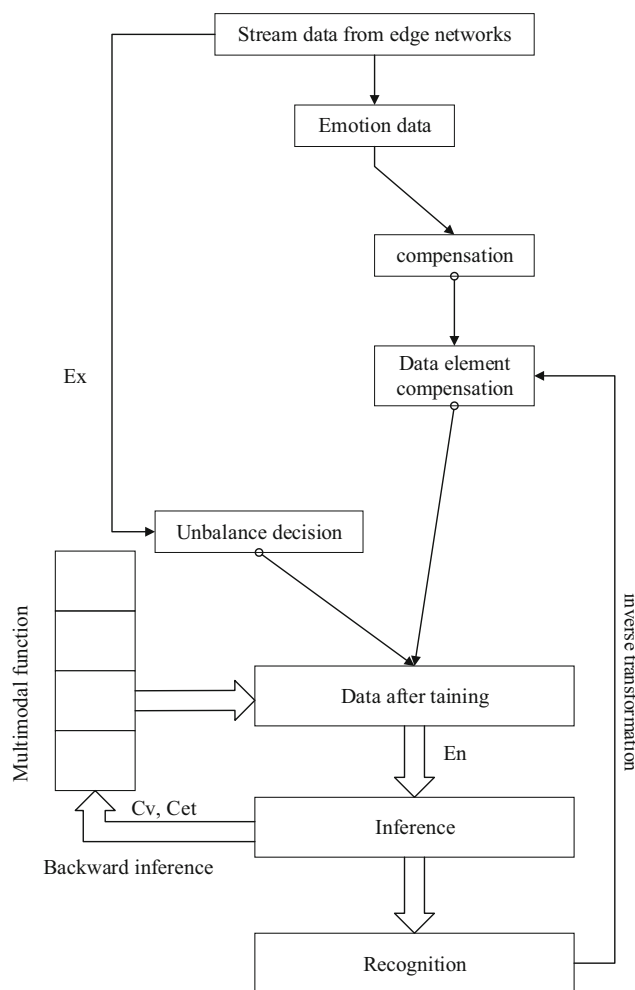 Stream data from edge networks
Emotion data
compensation
Data element
compensation
Ex
Unbalance decision
Multimodal function
inverse transformation
Data after taining
En
Cv, Cet
Inference
Backward inference
Recognition